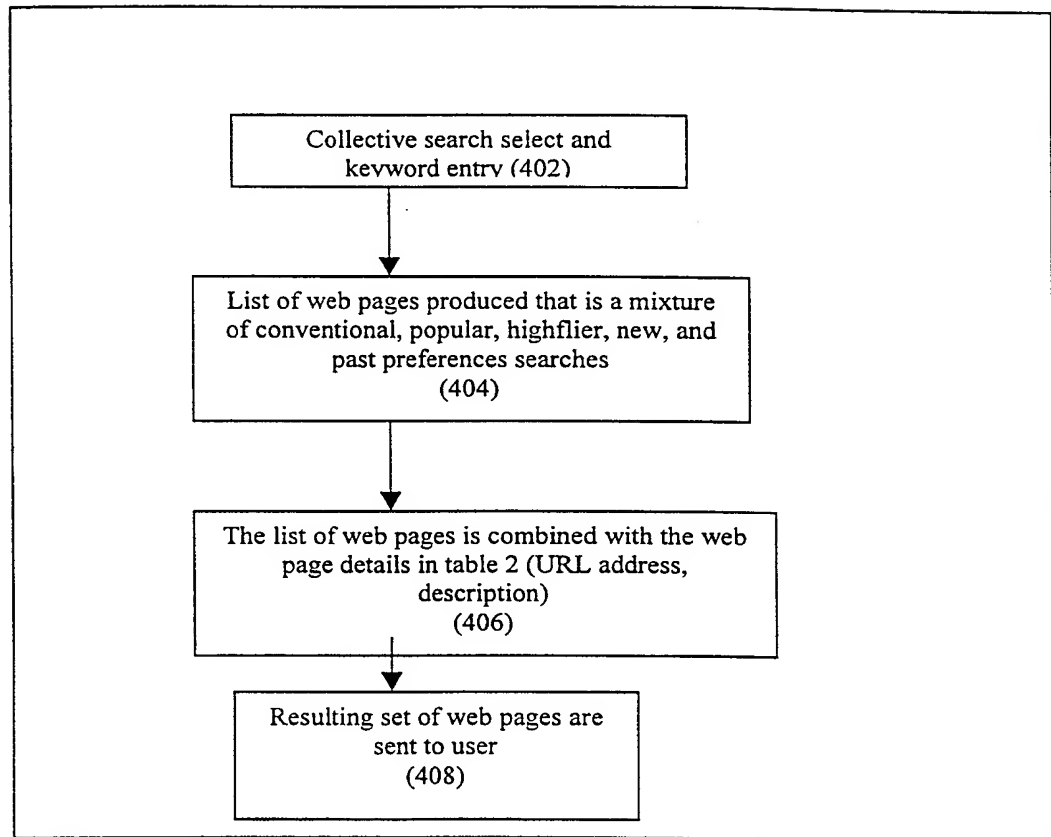 Collective search select and
keyword entry (402)
List of web pages produced that is a mixture
of conventional, popular, highflier, new, and
past preferences searches
(404)
The list of web pages is combined with the web
page details in table 2 (URL address,
description)
(406)
Resulting set of web pages are
sent to user
(408)